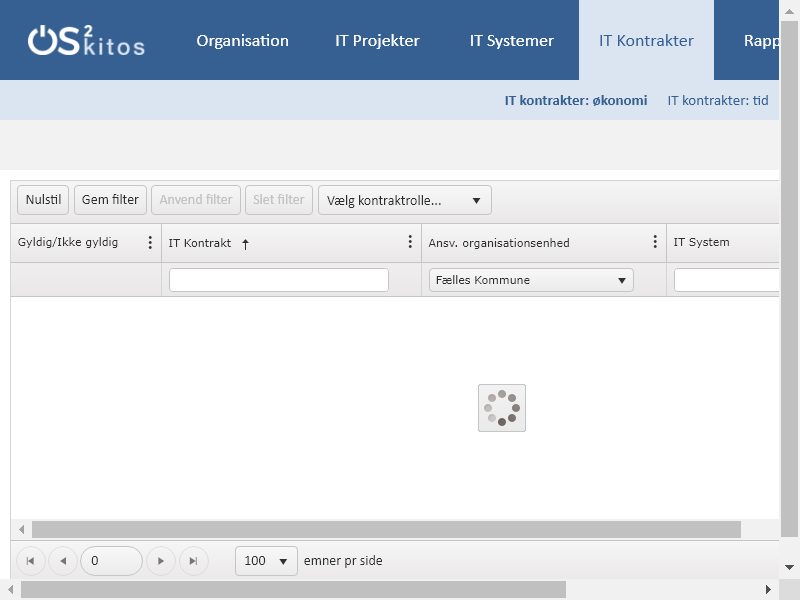 OS2 kitos
Organisation IT Projekter IT Systemer IT Kontrakter Rapp
IT kontrakter: økonomi IT kontrakter: tid
Nulstil Gem filter Anvend filter Slet filter Vælg kontraktrolle...
Gyldig/Ikke gyldig IT Kontrakt Ansv. organisationsenhed IT System
Fælles Kommune
0 100 emner pr side